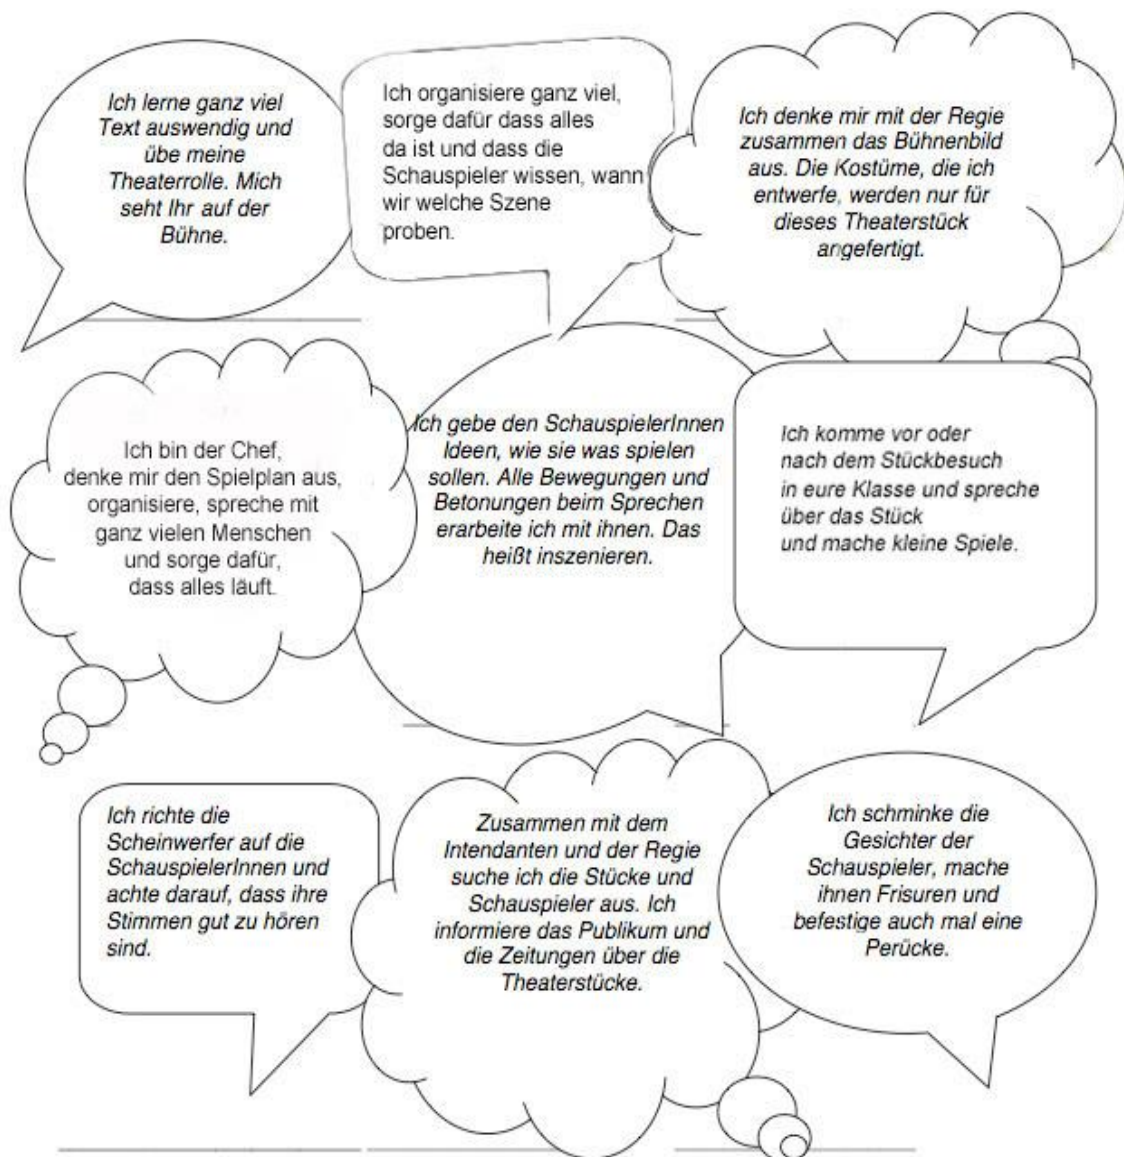 Ich lerne ganz viel
Text auswendig und
übe meine
Theaterrolle. Mich
seht Ihr auf der
Bühne.
Ich organisiere ganz viel,
sorge dafür dass alles
da ist und dass die
Schauspieler wissen, wann
wir welche Szene
proben.
Ich denke mir mit der Regie
zusammen das Bühnenbild
aus. Die Kostüme, die ich
entwerfe, werden nur für
dieses Theaterstück
angefertigt.
Ich bin der Chef,
denke mir den Spielplan aus,
organisiere, spreche mit
ganz vielen Menschen
und sorge dafür,
dass alles läuft.
Ich gebe den SchauspielerInnen
Ideen, wie sie was spielen
sollen. Alle Bewegungen und
Betonungen beim Sprechen
erarbeite ich mit ihnen. Das
heißt inszenieren.
Ich komme vor oder
nach dem Stückbesuch
in eure Klasse und spreche
über das Stück
und mache kleine Spiele.
Ich richte die
Scheinwerfer auf die
SchauspielerInnen und
achte darauf, dass ihre
Stimmen gut zu hören
sind.
Zusammen mit dem
Intendanten und der Regie
suche ich die Stücke und
Schauspieler aus. Ich
informiere das Publikum und
die Zeitungen über die
Theaterstücke.
Ich schminke die
Gesichter der
Schauspieler, mache
ihnen Frisuren und
befestige auch mal eine
Perücke.